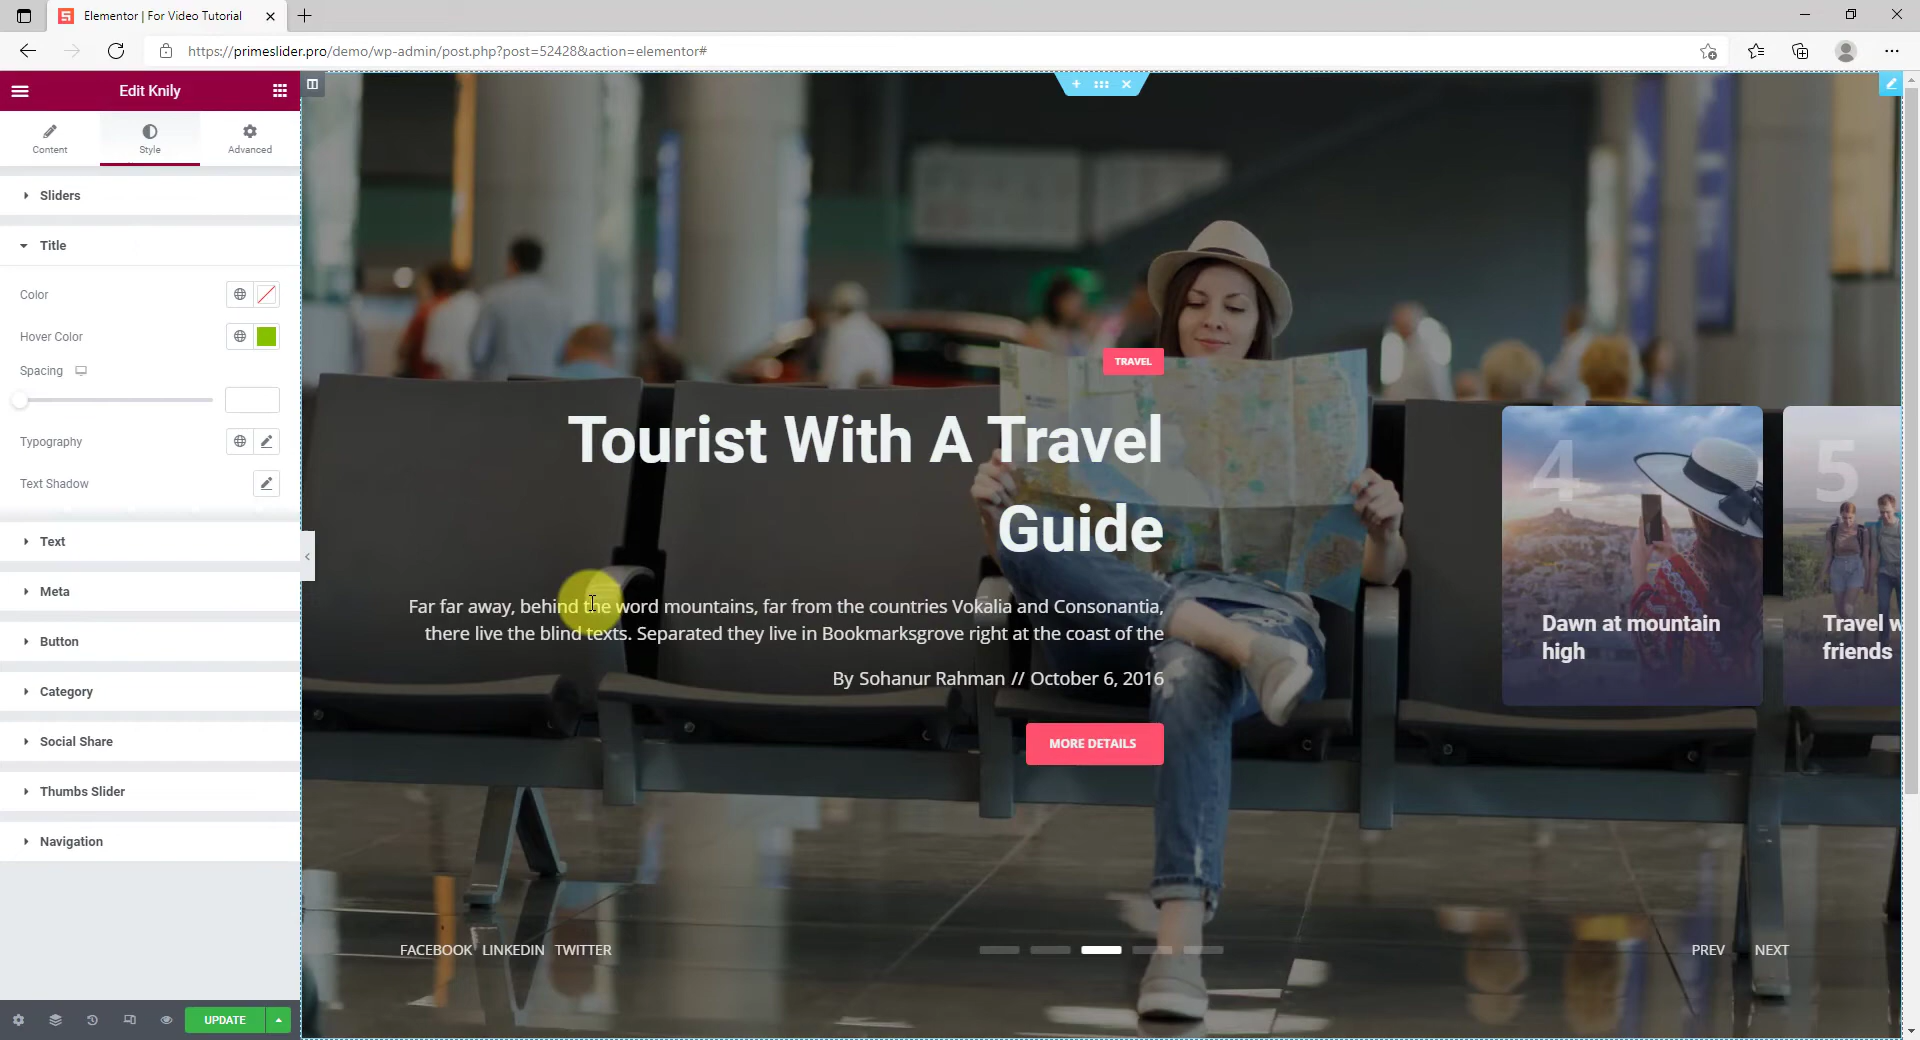 Elementor | For Video Tutorial
https://primeslider.pro/demo/wp-admin/post.php?post=52428&action=elementor#
Edit Knily
Content
Style
Advanced
Sliders
Title
Color
Hover Color
Spacing
Typography
Text Shadow
Text
Meta
Button
Category
Social Share
Thumbs Slider
Navigation
UPDATE
TRAVEL
Tourist With A Travel
Guide
Far far away, behind the word mountains, far from the countries Vokalia and Consonantia,
there live the blind texts. Separated they live in Bookmarksgrove right at the coast of the
By Sohanur Rahman // October 6, 2016
MORE DETAILS
4
Dawn at mountain
high
5
Travel w
friends
FACEBOOK LINKEDIN TWITTER
PREV NEXT